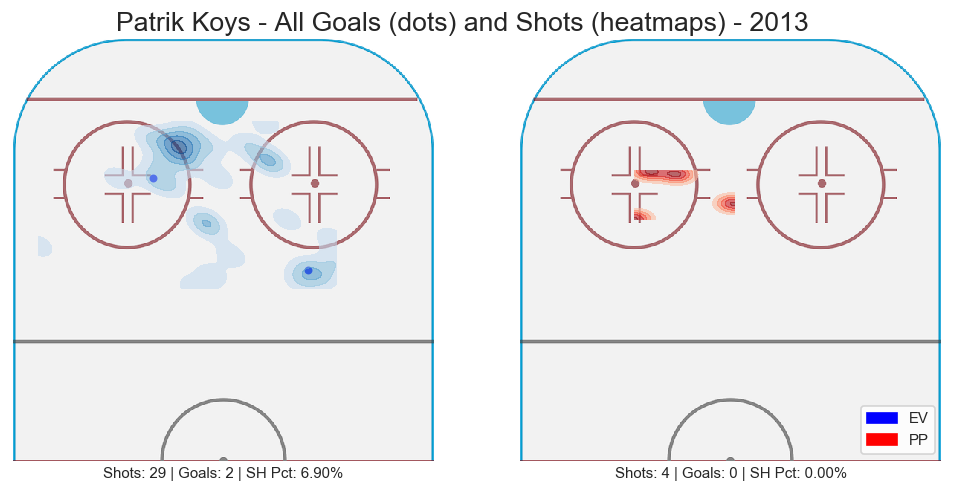 Patrik Koys - All Goals (dots) and Shots (heatmaps) - 2013
EV
PP
Shots: 29 | Goals: 2 | SH Pct: 6.90%
Shots: 4 | Goals: 0 | SH Pct: 0.00%